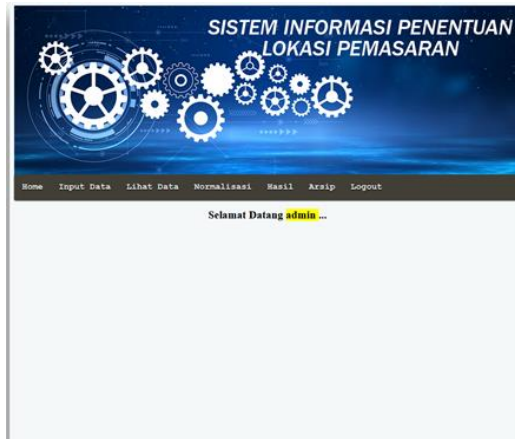 SISTEM INFORMASI PENENTUAN
LOKASI PEMASARAN
Home Input Data Lihat Data Normalisasi Hasil Arsip Logout
Selamat Datang admin ...